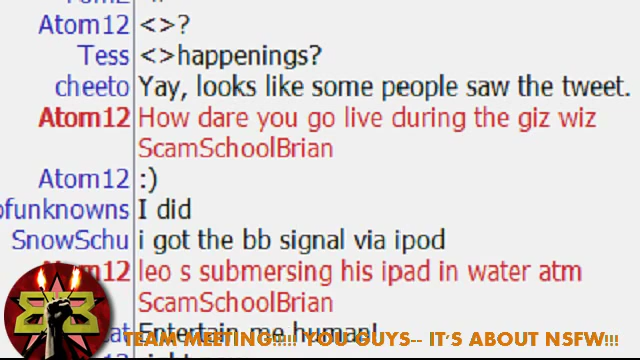 Atom12 <>?
Tess <>happenings?
cheeto Yay, looks like some people saw the tweet.
Atom12 How dare you go live during the giz wiz
ScamSchoolBrian
Atom12 :)
ofunknowns I did
SnowSchu i got the bb signal via ipod
Atom12 leo s submersing his ipad in water atm
ScamSchoolBrian
Entertain me human!
TEAM MEETING!!!!! YOU GUYS-- IT'S ABOUT NSFW!!!